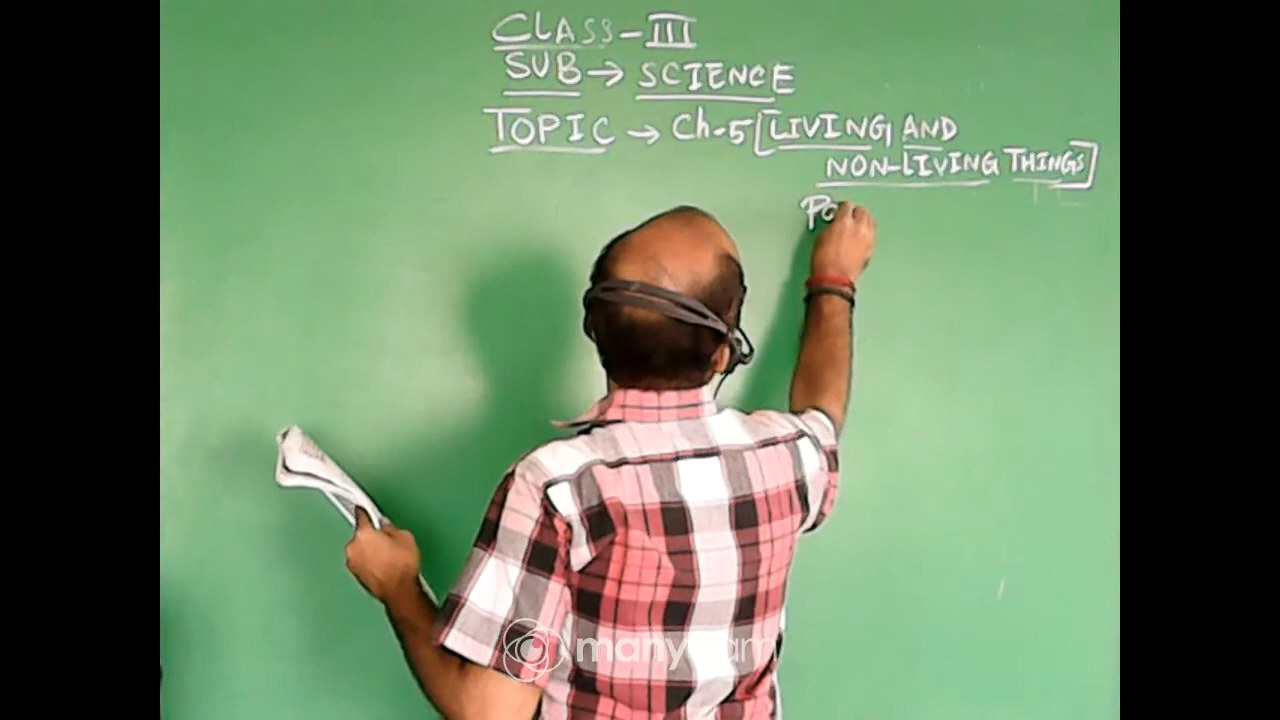 CLASS - III
SUB → SCIENCE
TOPIC → Ch-5 [LIVING AND
NON-LIVING THINGS]